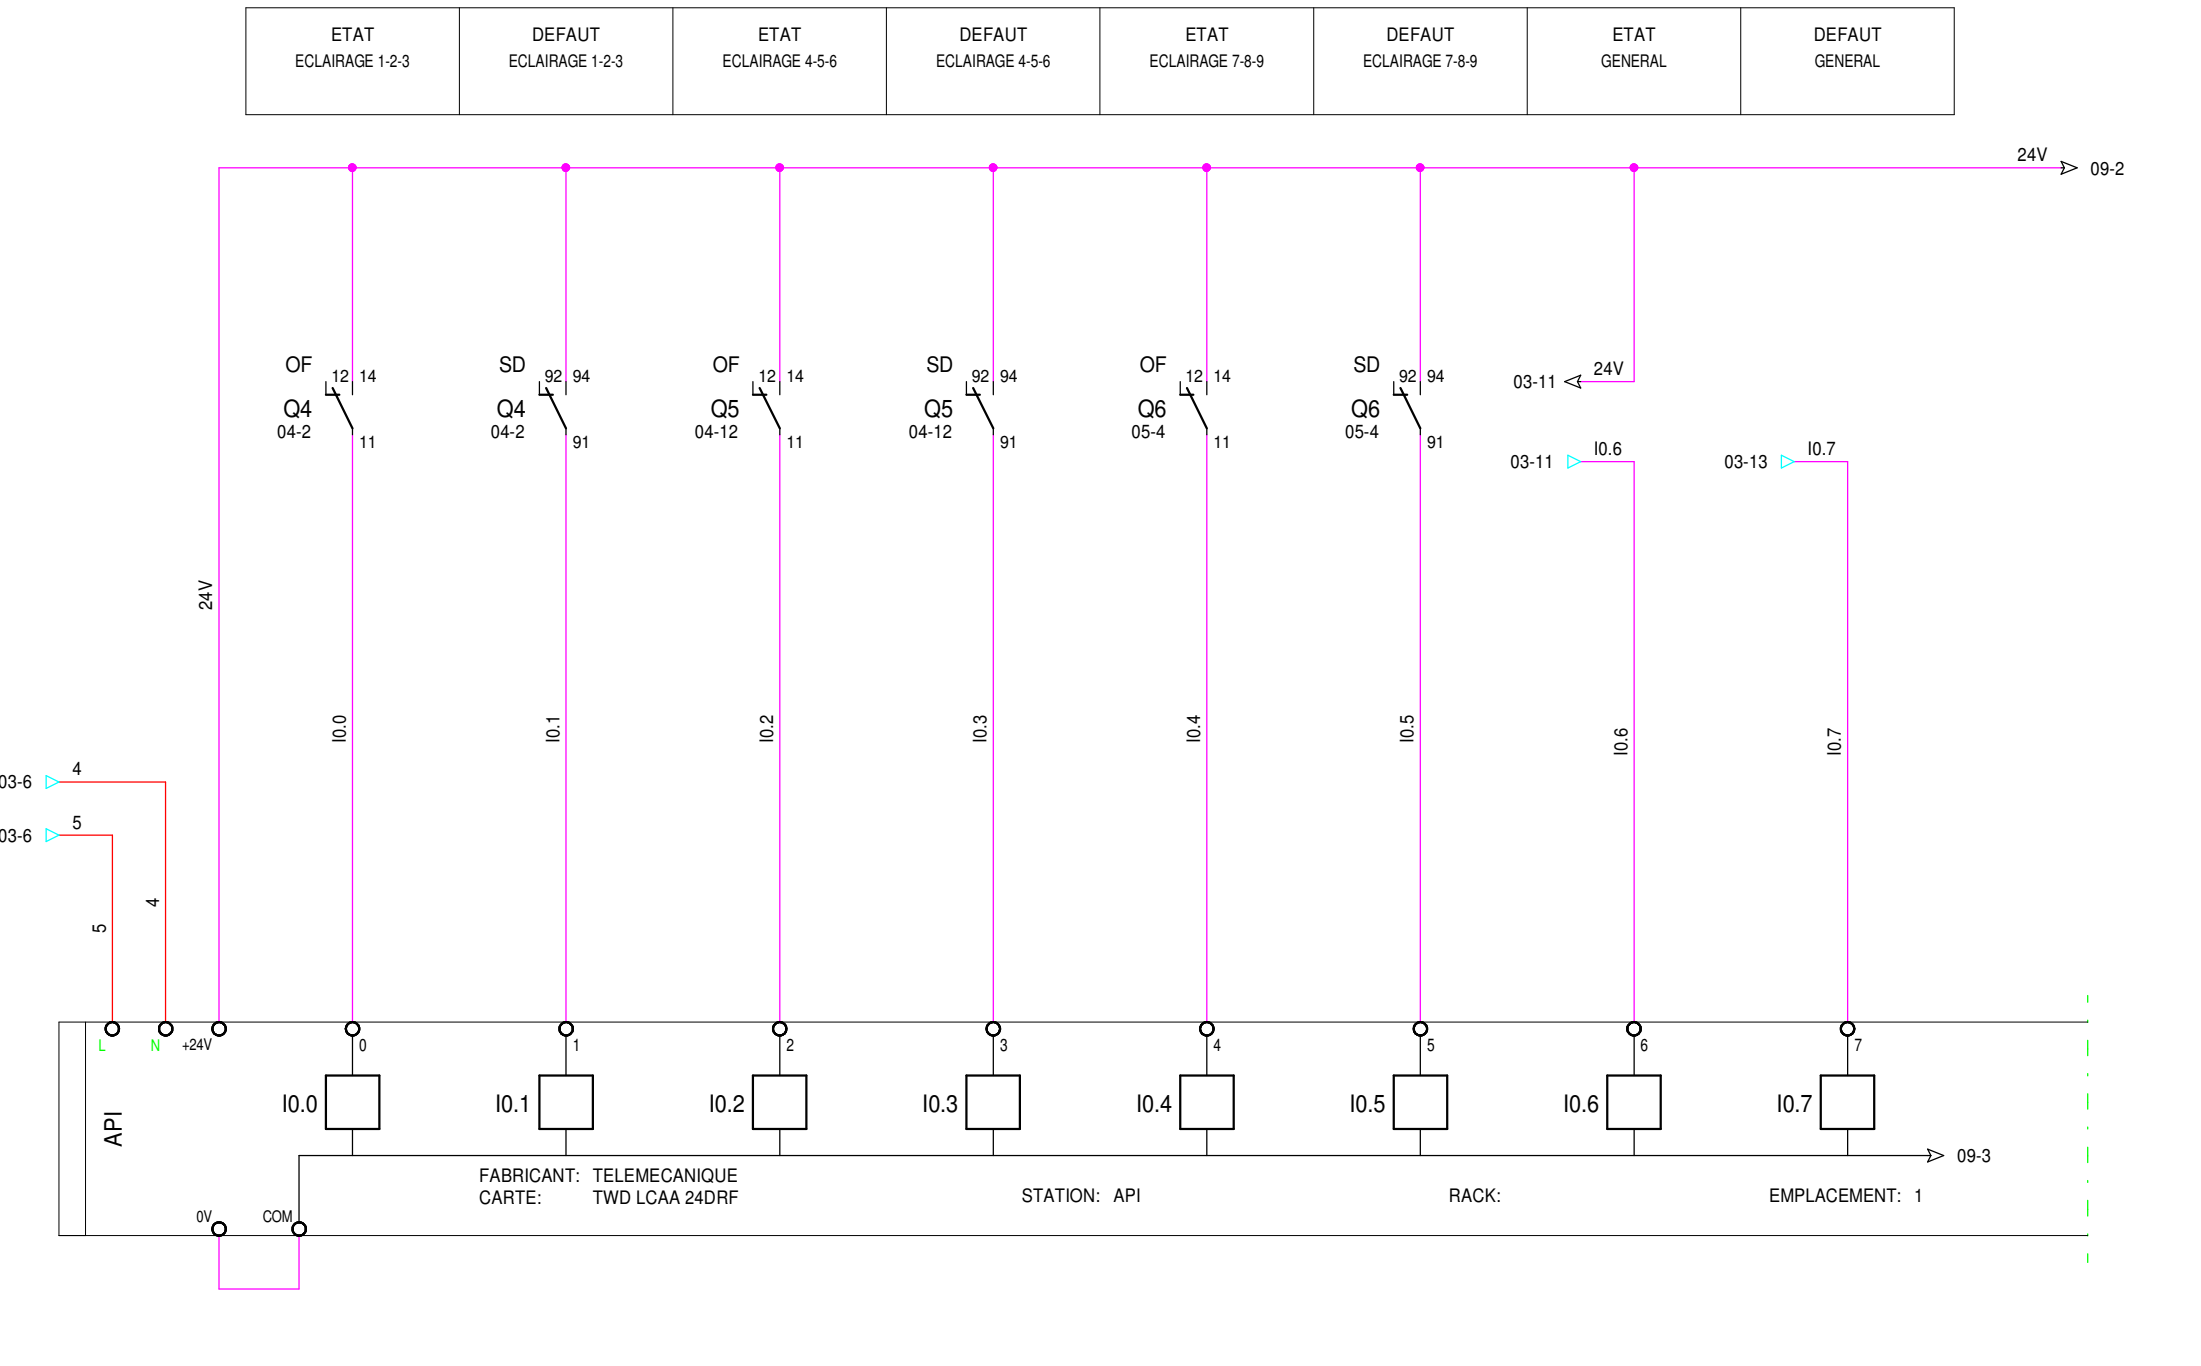 ETAT
ECLAIRAGE 1-2-3
DEFAUT
ECLAIRAGE 1-2-3
ETAT
ECLAIRAGE 4-5-6
DEFAUT
ECLAIRAGE 4-5-6
ETAT
ECLAIRAGE 7-8-9
DEFAUT
ECLAIRAGE 7-8-9
ETAT
GENERAL
DEFAUT
GENERAL
24V
09-2
OF
12 14
Q4
04-2
11
SD
92 94
Q4
04-2
91
OF
12 14
Q5
04-12
11
SD
92 94
Q5
04-12
91
OF
12 14
Q6
05-4
11
SD
92 94
Q6
05-4
91
24V
03-11
03-11
I0.6
03-13
I0.7
24V
I0.0
I0.1
I0.2
I0.3
I0.4
I0.5
I0.6
I0.7
03-6
4
03-6
5
5
4
L
N
+24V
0
1
2
3
4
5
6
7
API
I0.0
I0.1
I0.2
I0.3
I0.4
I0.5
I0.6
I0.7
09-3
FABRICANT: TELEMECANIQUE
CARTE: TWD LCAA 24DRF
STATION: API
RACK:
EMPLACEMENT: 1
0V
COM